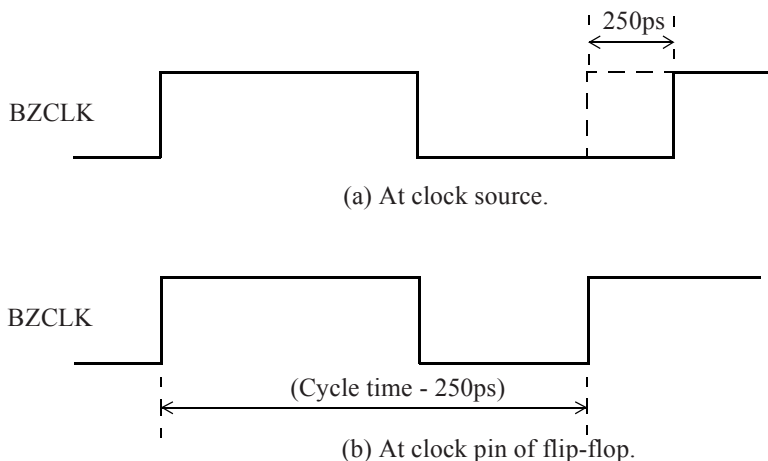 250ps
BZCLK
(a) At clock source.
BZCLK
(Cycle time - 250ps)
(b) At clock pin of flip-flop.